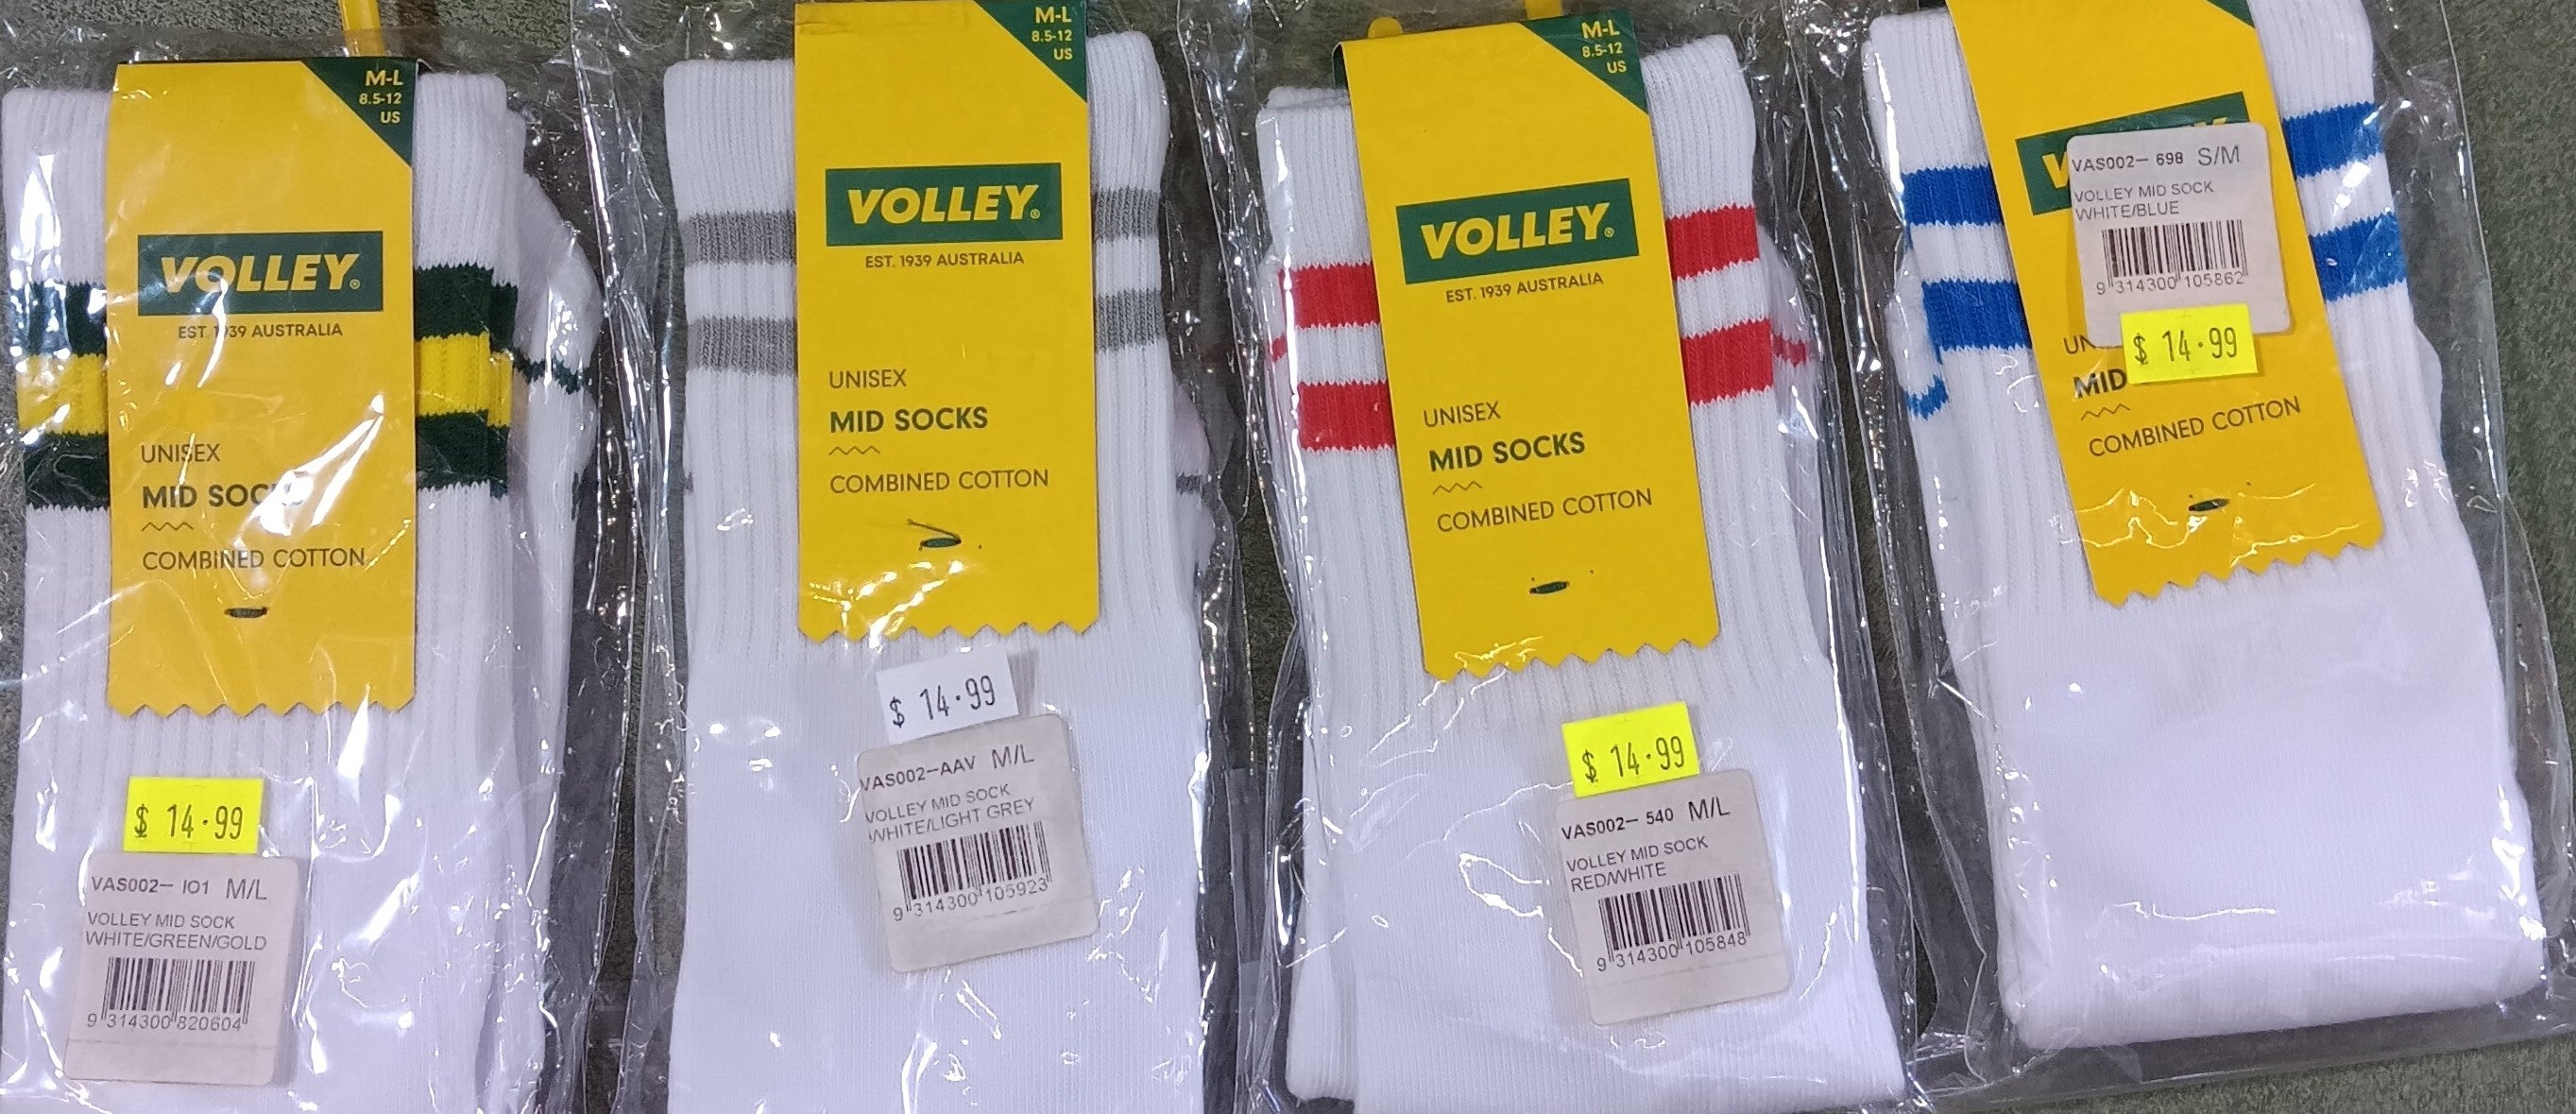 M-L
8.5-12
US
VOLLEY®
EST. 1939 AUSTRALIA
UNISEX
MID SOCKS
COMBINED COTTON
$ 14.99
VAS002- IO1 M/L
VOLLEY MID SOCK
WHITE/GREEN/GOLD
9 314300 820604
M-L
8.5-12
US
VOLLEY®
EST. 1939 AUSTRALIA
UNISEX
MID SOCKS
COMBINED COTTON
$ 14.99
VAS002-AAV M/L
VOLLEY MID SOCK
WHITE/LIGHT GREY
9 314300 105923
M-L
8.5-12
US
VOLLEY®
EST. 1939 AUSTRALIA
UNISEX
MID SOCKS
COMBINED COTTON
$ 14.99
VAS002- 540 M/L
VOLLEY MID SOCK
RED/WHITE
9 314300 105848
VAS002- 698 S/M
VOLLEY MID SOCK
WHITE/BLUE
9 314300 105862
$ 14.99
MID
COMBINED COTTON